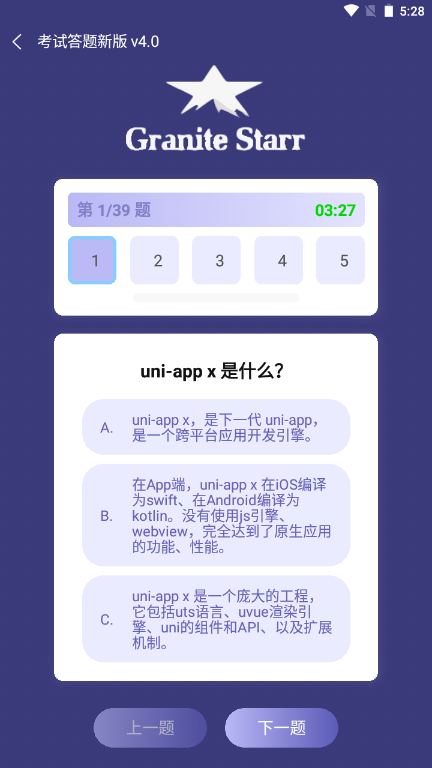 5:28
考试答题新版 v4.0
Granite Starr
第 1/39 题 03:27
1 2 3 4 5
uni-app x 是什么？
A. uni-app x，是下一代 uni-app，
是一个跨平台应用开发引擎。
B. 在App端，uni-app x 在iOS编译
为swift、在Android编译为
kotlin。没有使用js引擎、
webview，完全达到了原生应用
的功能、性能。
C. uni-app x 是一个庞大的工程，
它包括uts语言、uvue渲染引
擎、uni的组件和API、以及扩展
机制。
上一题 下一题